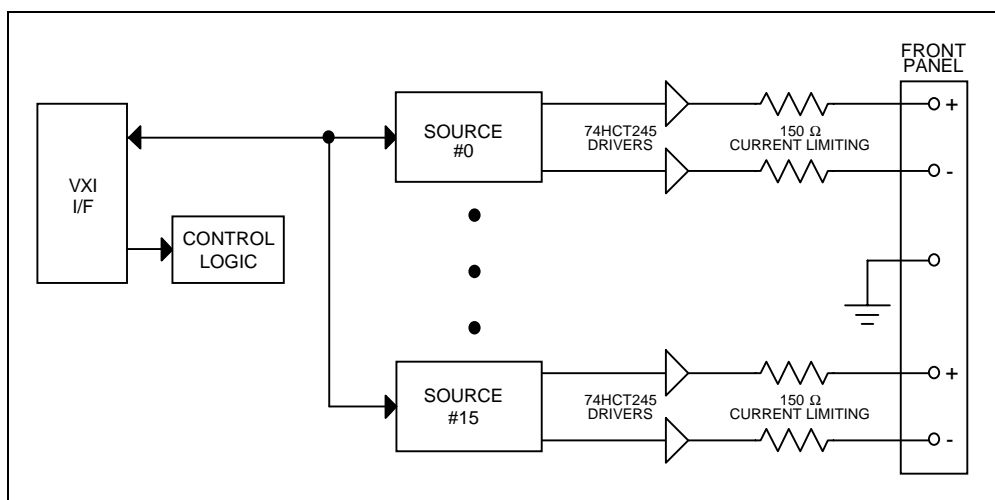 FRONT
PANEL
VXI
I/F
CONTROL
LOGIC
SOURCE
#0
74HCT245
DRIVERS
150 Ω
CURRENT LIMITING
+
-
SOURCE
#15
74HCT245
DRIVERS
150 Ω
CURRENT LIMITING
+
-